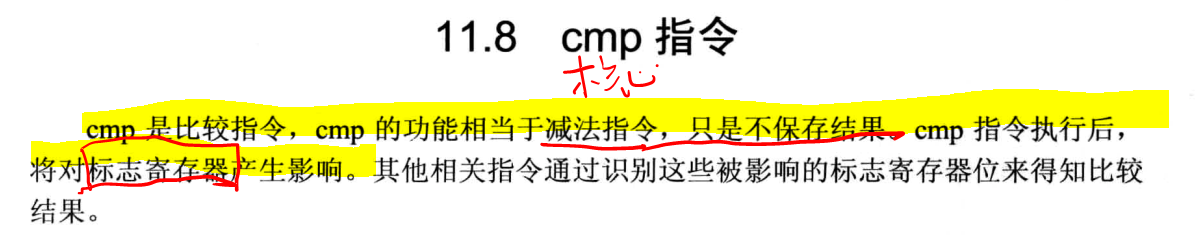 11.8 cmp 指令
核心
cmp 是比较指令，cmp 的功能相当于减法指令，只是不保存结果。cmp 指令执行后，
将对标志寄存器产生影响。其他相关指令通过识别这些被影响的标志寄存器位来得知比较
结果。